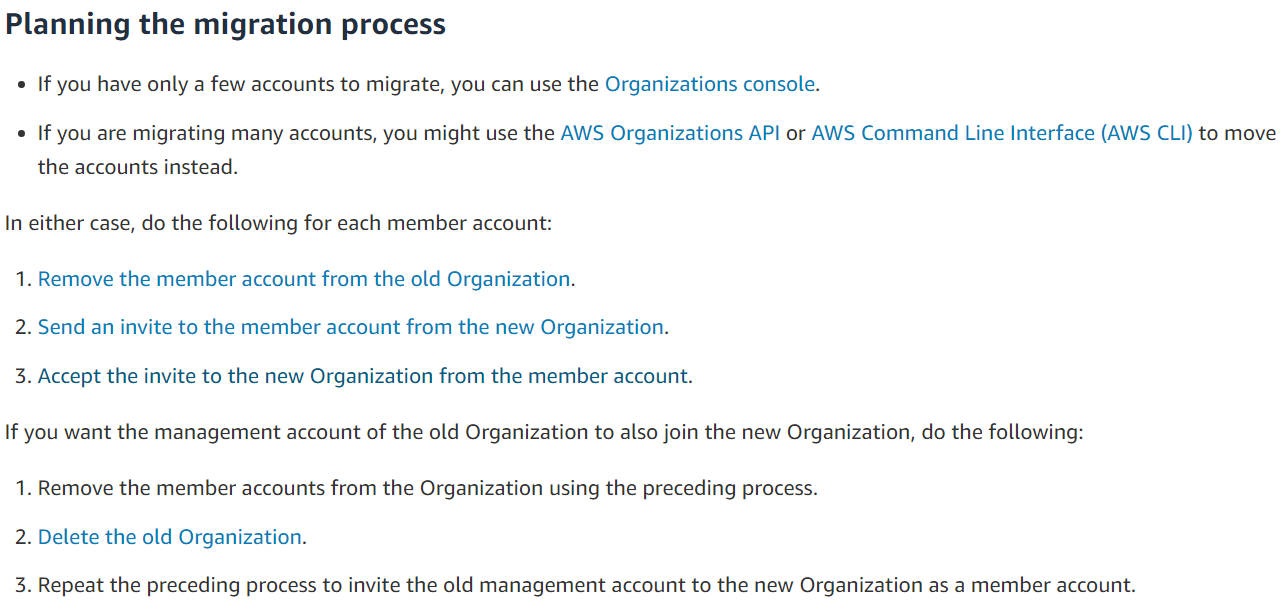 Planning the migration process
• If you have only a few accounts to migrate, you can use the Organizations console.
• If you are migrating many accounts, you might use the AWS Organizations API or AWS Command Line Interface (AWS CLI) to move
the accounts instead.
In either case, do the following for each member account:
1. Remove the member account from the old Organization.
2. Send an invite to the member account from the new Organization.
3. Accept the invite to the new Organization from the member account.
If you want the management account of the old Organization to also join the new Organization, do the following:
1. Remove the member accounts from the Organization using the preceding process.
2. Delete the old Organization.
3. Repeat the preceding process to invite the old management account to the new Organization as a member account.